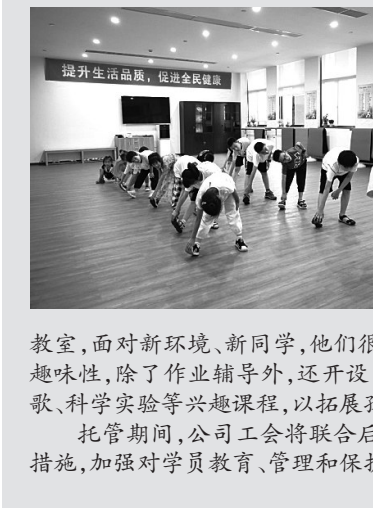 提升生活品质，促进全民健康
教室，面对新环境、新同学，他们很
趣味性，除了作业辅导外，还开设
歌、科学实验等兴趣课程，以拓展孩
托管期间，公司工会将联合后
措施，加强对学员教育、管理和保护